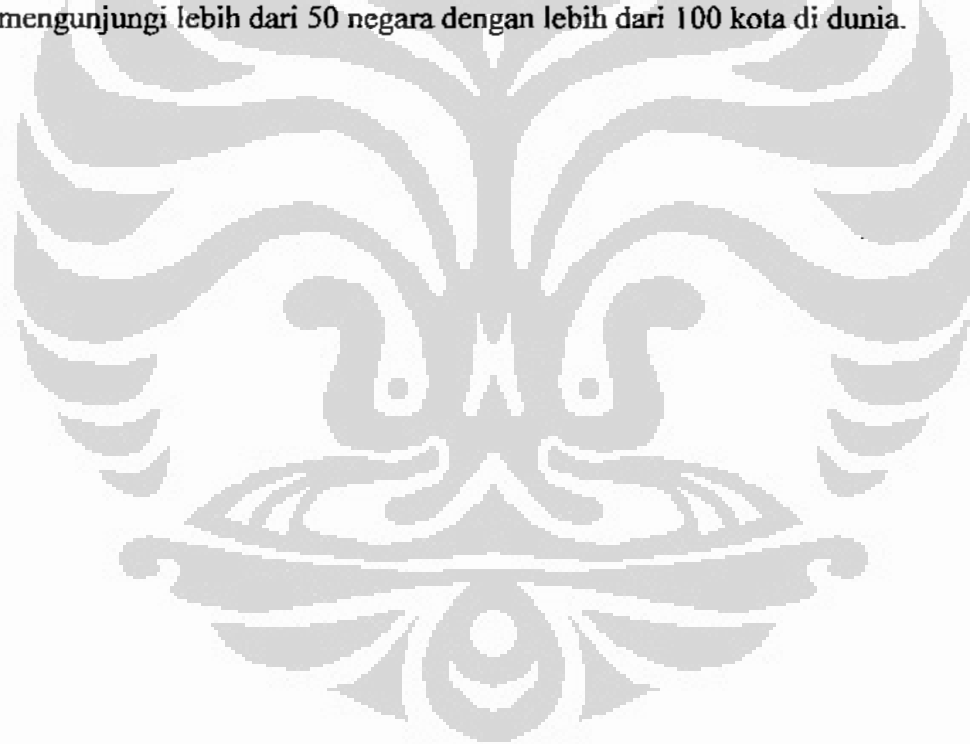 mengunjungi lebih dari 50 negara dengan lebih dari 100 kota di dunia.